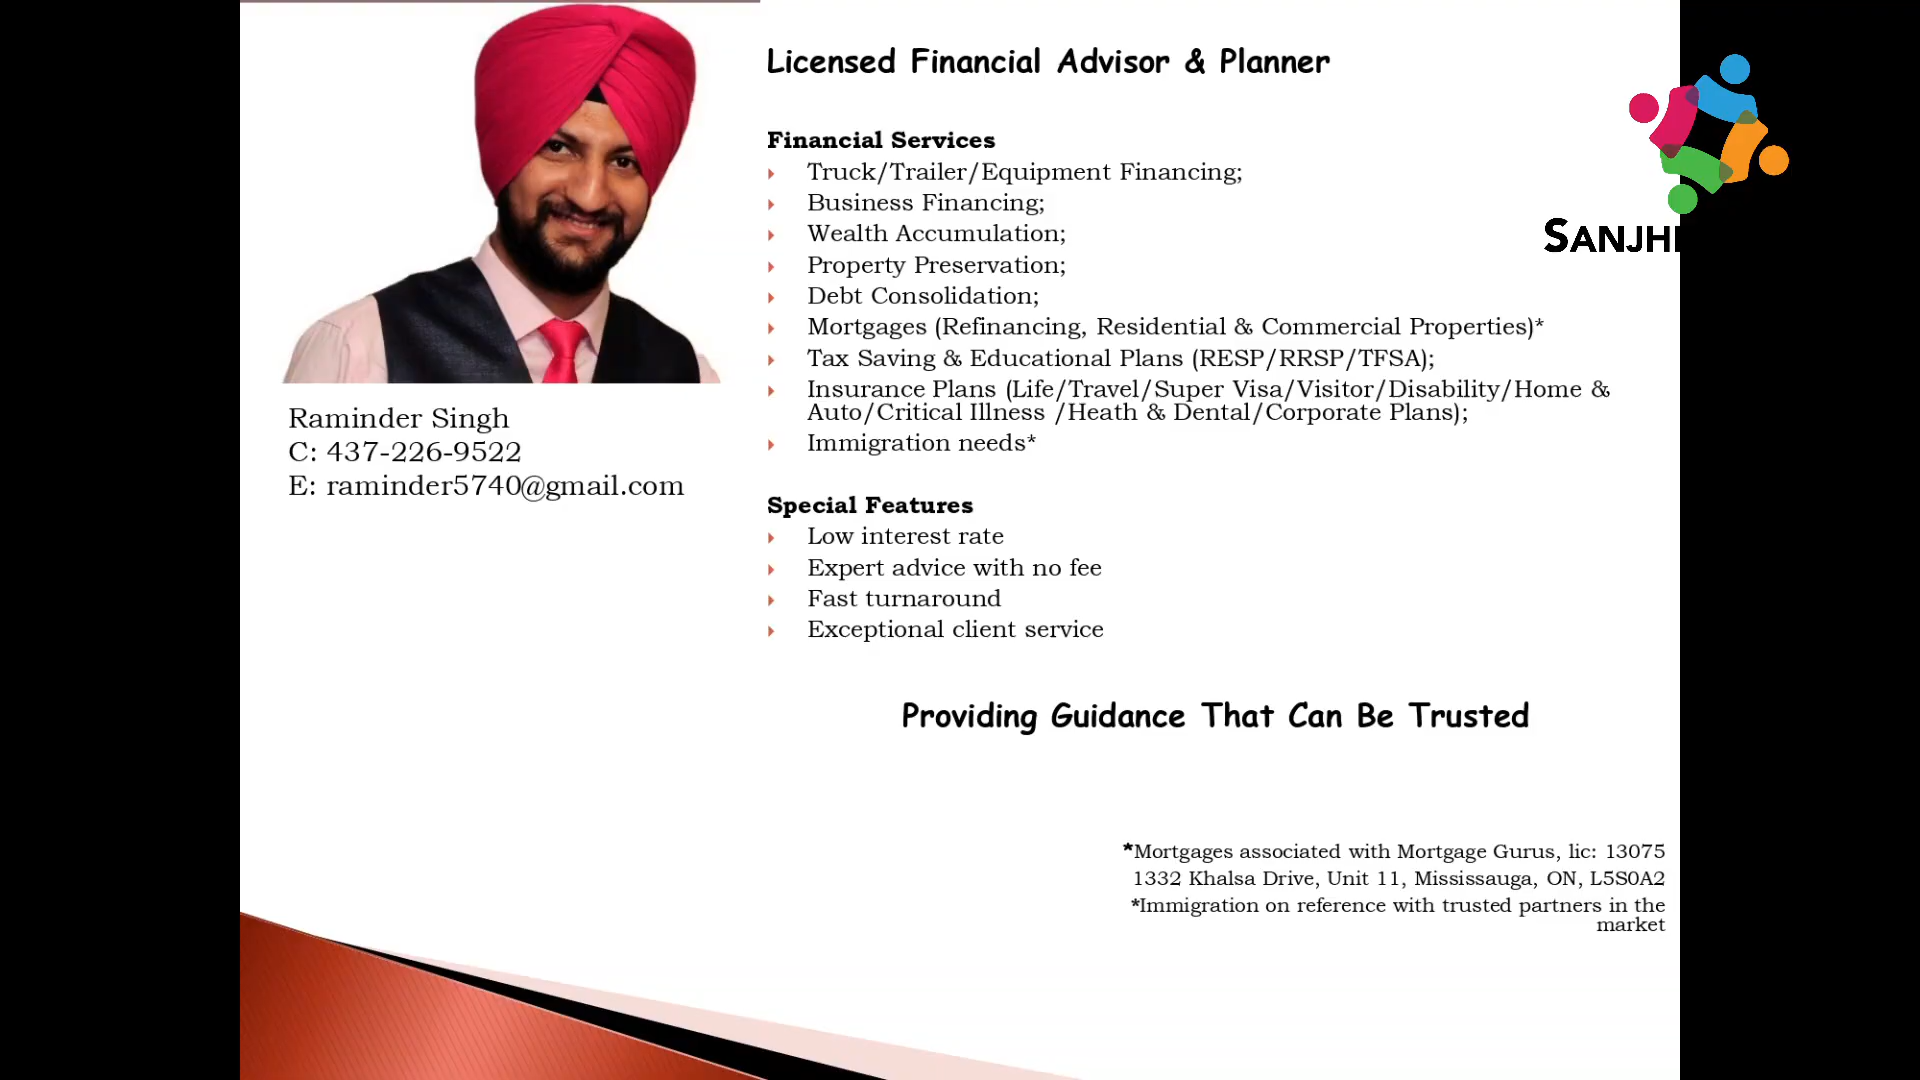 Licensed Financial Advisor & Planner
SANJHI
Financial Services
Truck/Trailer/Equipment Financing;
Business Financing;
Wealth Accumulation;
Property Preservation;
Debt Consolidation;
Mortgages (Refinancing, Residential & Commercial Properties)*
Tax Saving & Educational Plans (RESP/RRSP/TFSA);
Insurance Plans (Life/Travel/Super Visa/Visitor/Disability/Home &
Auto/Critical Illness /Heath & Dental/Corporate Plans);
Immigration needs*
Raminder Singh
C: 437-226-9522
E: raminder5740@gmail.com
Special Features
Low interest rate
Expert advice with no fee
Fast turnaround
Exceptional client service
Providing Guidance That Can Be Trusted
*Mortgages associated with Mortgage Gurus, lic: 13075
1332 Khalsa Drive, Unit 11, Mississauga, ON, L5S0A2
*Immigration on reference with trusted partners in the
market